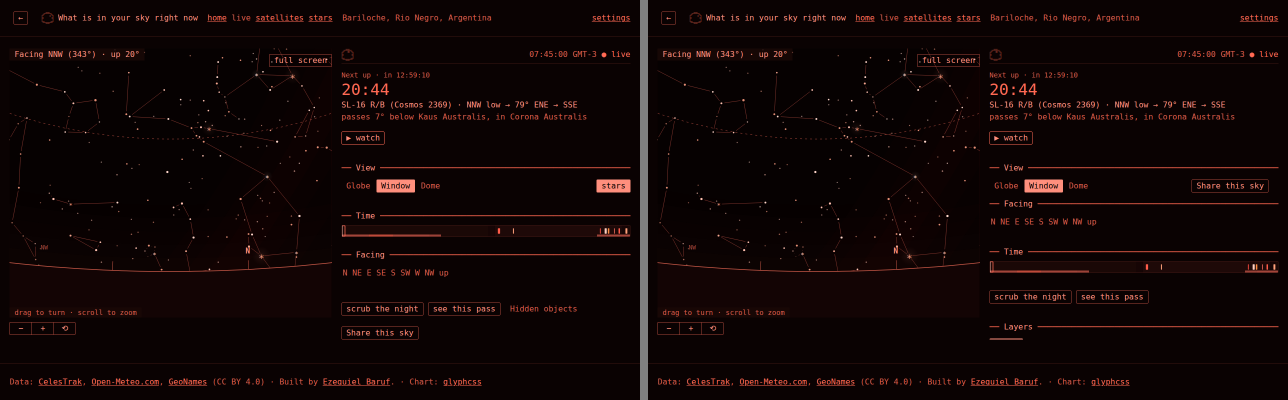 ← What is in your sky right now home live satellites stars Bariloche, Rio Negro, Argentina settings
Facing NNW (343°) · up 20°
full screen
07:45:00 GMT-3 ● live
Next up · in 12:59:10
20:44
SL-16 R/B (Cosmos 2369) · NNW low → 79° ENE → SSE
passes 7° below Kaus Australis, in Corona Australis
▶ watch
View
Globe Window Dome stars
Time
Facing
N NE E SE S SW W NW up
scrub the night see this pass Hidden objects
Share this sky
NW
N
drag to turn · scroll to zoom
− + ⟲
Data: CelesTrak, Open-Meteo.com, GeoNames (CC BY 4.0) · Built by Ezequiel Baruf. · Chart: glyphcss
← What is in your sky right now home live satellites stars Bariloche, Rio Negro, Argentina settings
Facing NNW (343°) · up 20°
full screen
07:45:00 GMT-3 ● live
Next up · in 12:59:10
20:44
SL-16 R/B (Cosmos 2369) · NNW low → 79° ENE → SSE
passes 7° below Kaus Australis, in Corona Australis
▶ watch
View
Globe Window Dome Share this sky
Facing
N NE E SE S SW W NW up
Time
scrub the night see this pass
Layers
NW
N
drag to turn · scroll to zoom
− + ⟲
Data: CelesTrak, Open-Meteo.com, GeoNames (CC BY 4.0) · Built by Ezequiel Baruf. · Chart: glyphcss